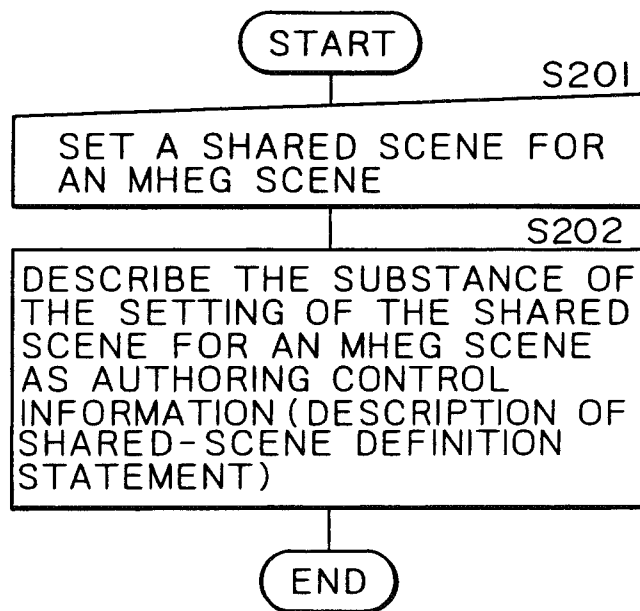 START
S201
SET A SHARED SCENE FOR
AN MHEG SCENE
S202
DESCRIBE THE SUBSTANCE OF
THE SETTING OF THE SHARED
SCENE FOR AN MHEG SCENE
AS AUTHORING CONTROL
INFORMATION (DESCRIPTION OF
SHARED-SCENE DEFINITION
STATEMENT)
END